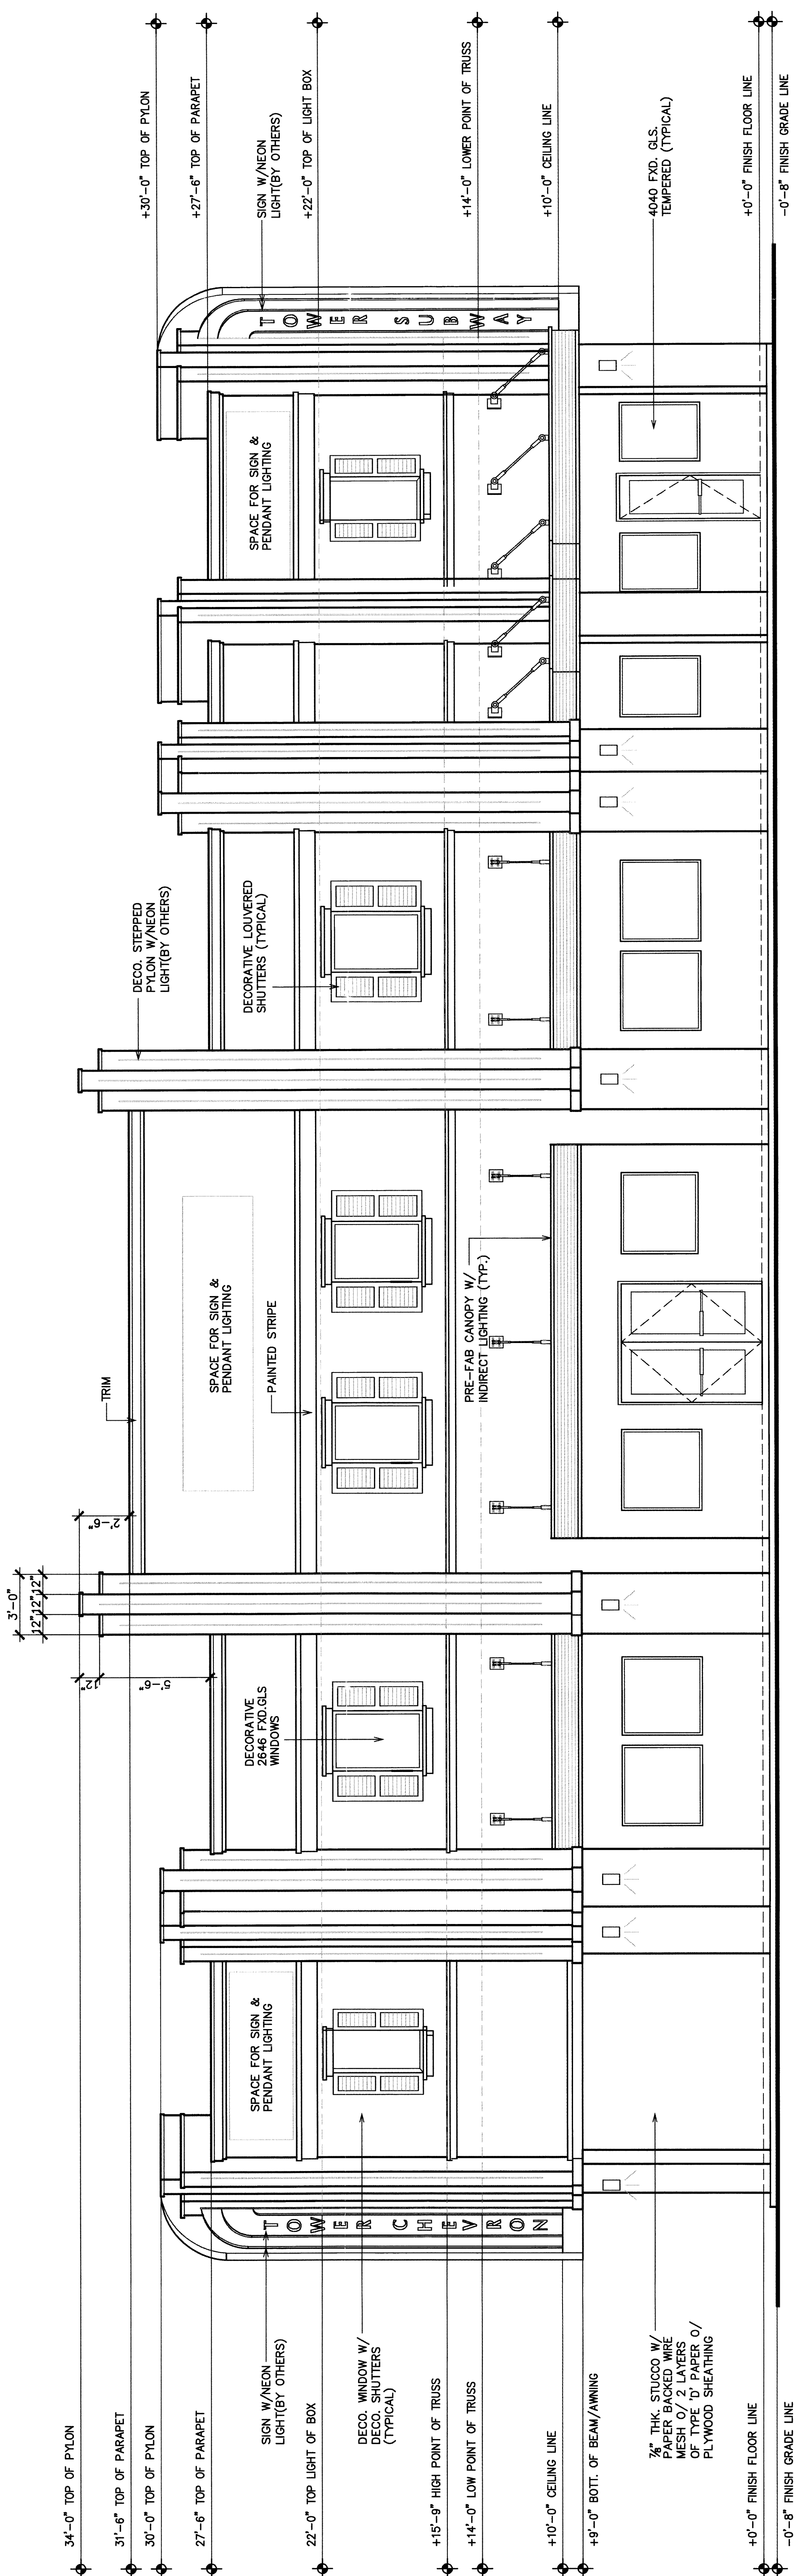 34'-0" TOP OF PYLON
31'-6" TOP OF PARAPET
30'-0" TOP OF PYLON
27'-6" TOP OF PARAPET
22'-0" TOP LIGHT OF BOX
+15'-9" HIGH POINT OF TRUSS
+14'-0" LOW POINT OF TRUSS
+10'-0" CEILING LINE
+9'-0" BOTT. OF BEAM/AWNING
+0'-0" FINISH FLOOR LINE
-0'-8" FINISH GRADE LINE
SIGN W/NEON
LIGHT(BY OTHERS)
DECO. WINDOW W/
DECO. SHUTTERS
(TYPICAL)
⅞" THK. STUCCO W/
PAPER BACKED WIRE
MESH O/ 2 LAYERS
OF TYPE 'D' PAPER O/
PLYWOOD SHEATHING
TOWER CHEVRON
SPACE FOR SIGN &
PENDANT LIGHTING
DECORATIVE
2646 FXD.GLS
WINDOWS
12"
5'-6"
3'-0"
12" 12" 12"
2'-6"
TRIM
SPACE FOR SIGN &
PENDANT LIGHTING
PAINTED STRIPE
PRE-FAB CANOPY W/
INDIRECT LIGHTING (TYP.)
DECO. STEPPED
PYLON W/NEON
LIGHT(BY OTHERS)
DECORATIVE LOUVERED
SHUTTERS (TYPICAL)
SPACE FOR SIGN &
PENDANT LIGHTING
TOWER SUBWAY
SIGN W/NEON
LIGHT(BY OTHERS)
4040 FXD. GLS.
TEMPERED (TYPICAL)
+30'-0" TOP OF PYLON
+27'-6" TOP OF PARAPET
+22'-0" TOP OF LIGHT BOX
+14'-0" LOWER POINT OF TRUSS
+10'-0" CEILING LINE
+0'-0" FINISH FLOOR LINE
-0'-8" FINISH GRADE LINE